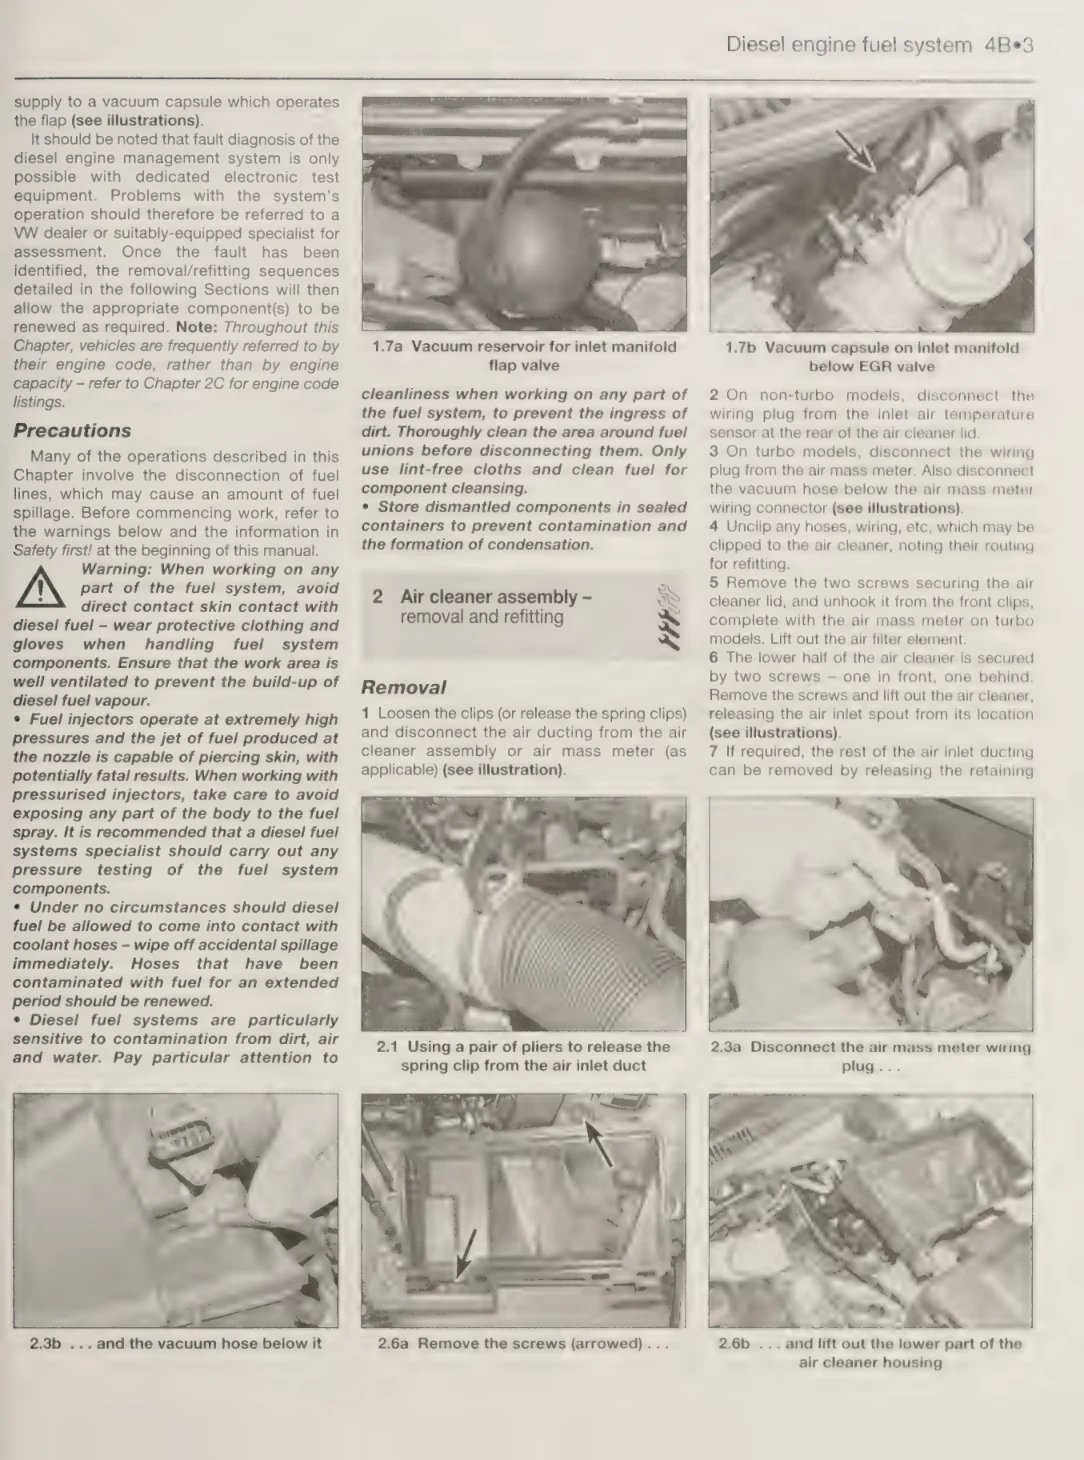 Diesel engine fuel system 4B•3
supply to a vacuum capsule which operates
the flap (see illustrations).
It should be noted that fault diagnosis of the
diesel engine management system is only
possible with dedicated electronic test
equipment. Problems with the system's
operation should therefore be referred to a
VW dealer or suitably-equipped specialist for
assessment. Once the fault has been
identified, the removal/refitting sequences
detailed in the following Sections will then
allow the appropriate component(s) to be
renewed as required. Note: Throughout this
Chapter, vehicles are frequently referred to by
their engine code, rather than by engine
capacity – refer to Chapter 2C for engine code
listings.
Precautions
Many of the operations described in this
Chapter involve the disconnection of fuel
lines, which may cause an amount of fuel
spillage. Before commencing work, refer to
the warnings below and the information in
Safety first! at the beginning of this manual.
Warning: When working on any
part of the fuel system, avoid
direct contact skin contact with
diesel fuel – wear protective clothing and
gloves when handling fuel system
components. Ensure that the work area is
well ventilated to prevent the build-up of
diesel fuel vapour.
• Fuel injectors operate at extremely high
pressures and the jet of fuel produced at
the nozzle is capable of piercing skin, with
potentially fatal results. When working with
pressurised injectors, take care to avoid
exposing any part of the body to the fuel
spray. It is recommended that a diesel fuel
systems specialist should carry out any
pressure testing of the fuel system
components.
• Under no circumstances should diesel
fuel be allowed to come into contact with
coolant hoses – wipe off accidental spillage
immediately. Hoses that have been
contaminated with fuel for an extended
period should be renewed.
• Diesel fuel systems are particularly
sensitive to contamination from dirt, air
and water. Pay particular attention to
1.7a Vacuum reservoir for inlet manifold
flap valve
cleanliness when working on any part of
the fuel system, to prevent the ingress of
dirt. Thoroughly clean the area around fuel
unions before disconnecting them. Only
use lint-free cloths and clean fuel for
component cleansing.
• Store dismantled components in sealed
containers to prevent contamination and
the formation of condensation.
2 Air cleaner assembly –
removal and refitting
Removal
1 Loosen the clips (or release the spring clips)
and disconnect the air ducting from the air
cleaner assembly or air mass meter (as
applicable) (see illustration).
1.7b Vacuum capsule on inlet manifold
below EGR valve
2 On non-turbo models, disconnect the
wiring plug from the inlet air temperature
sensor at the rear of the air cleaner lid.
3 On turbo models, disconnect the wiring
plug from the air mass meter. Also disconnect
the vacuum hose below the air mass meter
wiring connector (see illustrations).
4 Unclip any hoses, wiring, etc, which may be
clipped to the air cleaner, noting their routing
for refitting.
5 Remove the two screws securing the air
cleaner lid, and unhook it from the front clips,
complete with the air mass meter on turbo
models. Lift out the air filter element.
6 The lower half of the air cleaner is secured
by two screws – one in front, one behind.
Remove the screws and lift out the air cleaner,
releasing the air inlet spout from its location
(see illustrations).
7 If required, the rest of the air inlet ducting
can be removed by releasing the retaining
2.1 Using a pair of pliers to release the
spring clip from the air inlet duct
2.3a Disconnect the air mass meter wiring
plug . . .
2.3b . . . and the vacuum hose below it
2.6a Remove the screws (arrowed) . . .
2.6b . . . and lift out the lower part of the
air cleaner housing